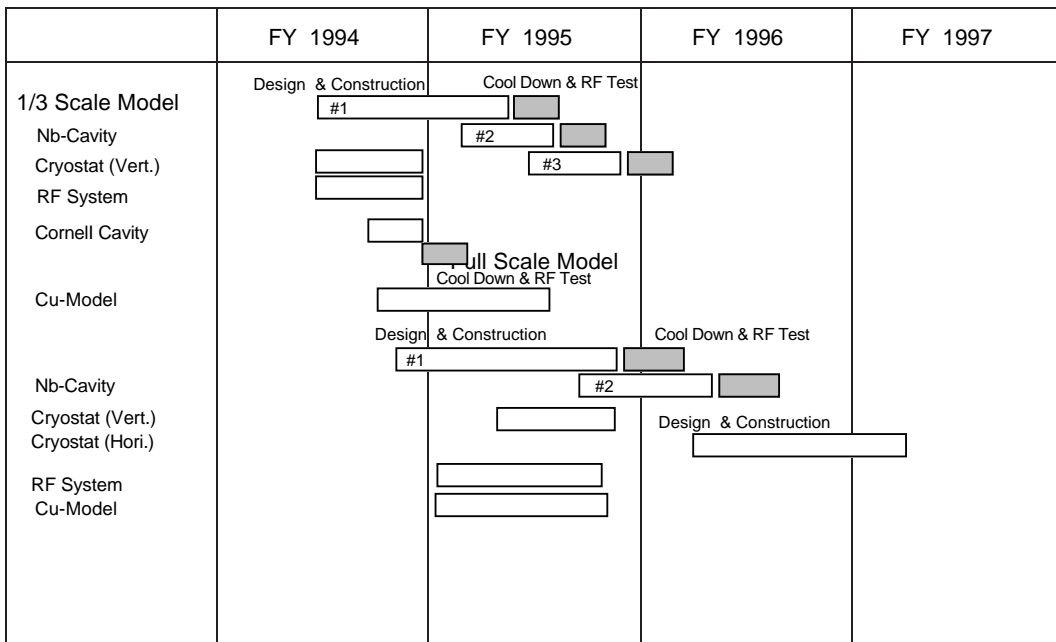 FY 1994 FY 1995 FY 1996 FY 1997
Design & Construction Cool Down & RF Test
1/3 Scale Model #1
Nb-Cavity #2
Cryostat (Vert.) #3
RF System
Cornell Cavity
Full Scale Model
Cool Down & RF Test
Cu-Model
Design & Construction Cool Down & RF Test
#1
Nb-Cavity #2
Cryostat (Vert.) Design & Construction
Cryostat (Hori.)
RF System
Cu-Model